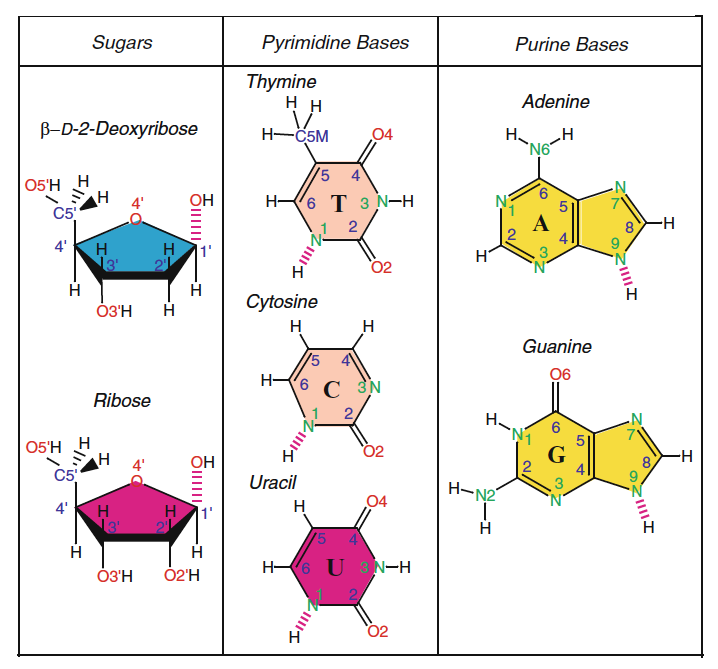 Sugars
Pyrimidine Bases
Purine Bases
β–D-2-Deoxyribose
O5'H H
H
C5'
4'
O
OH
4'
H
H
1'
3'
2'
H
H
O3'H
H
Ribose
O5'H H
H
C5'
4'
O
OH
4'
H
H
1'
3'
2'
H
H
O3'H
O2'H
Thymine
H H
H C5M
O4
5 4
H 6 T 3 N H
1 2
N
H
O2
Cytosine
H H
5 4
H 6 C 3 N
1 2
N
H
O2
Uracil
H
O4
5 4
H 6 U 3 N H
1 2
N
H
O2
Adenine
H H
N6
6
N
1
5
N
7
2
A
4
8 H
H
3
N
9
N
H
Guanine
O6
H
N1
6
5
N
7
2
G
4
8 H
H N2
3
N
9
N
H
H